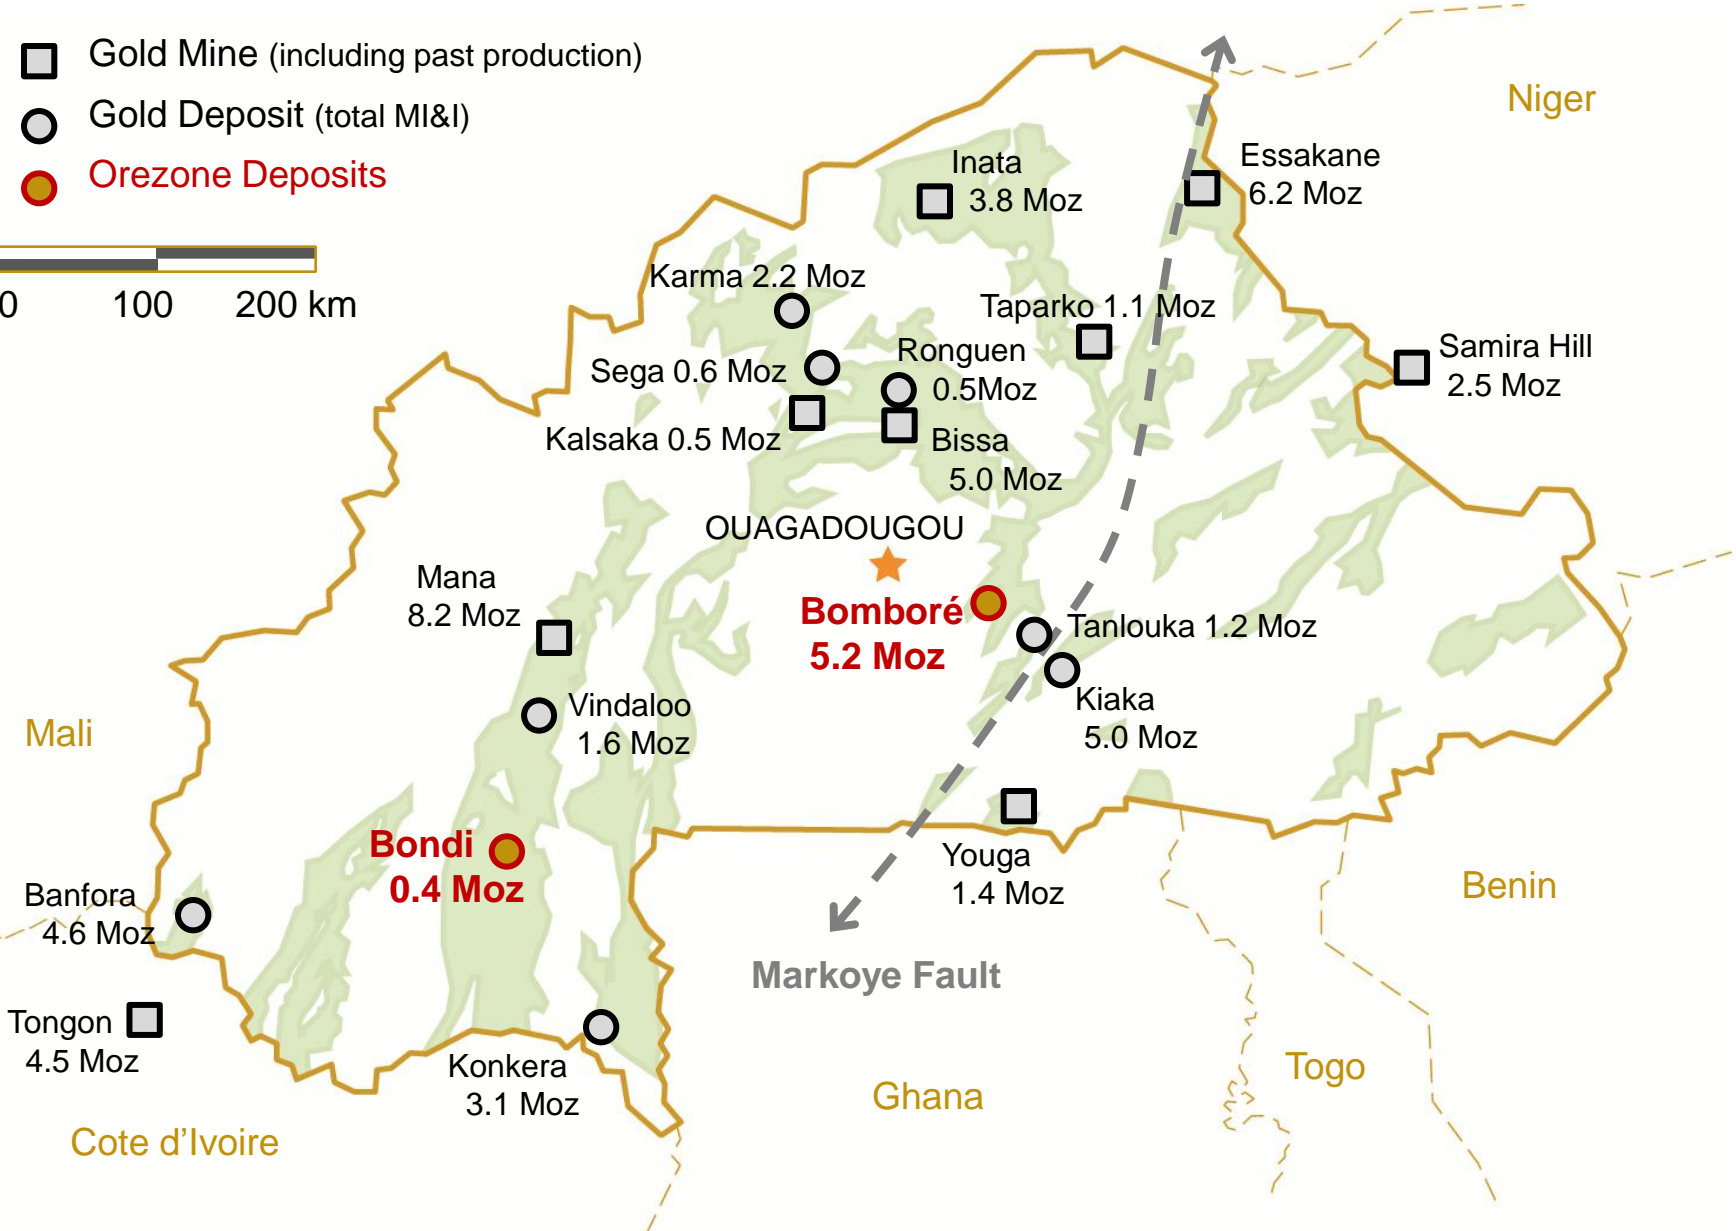 Gold Mine (including past production)
Gold Deposit (total MI&I)
Orezone Deposits
0 100 200 km
Niger
Essakane
6.2 Moz
Inata
3.8 Moz
Karma 2.2 Moz
Taparko 1.1 Moz
Sega 0.6 Moz
Ronguen
0.5Moz
Samira Hill
2.5 Moz
Kalsaka 0.5 Moz
Bissa
5.0 Moz
OUAGADOUGOU
Mana
8.2 Moz
Bomboré
5.2 Moz
Tanlouka 1.2 Moz
Kiaka
5.0 Moz
Vindaloo
1.6 Moz
Mali
Bondi
0.4 Moz
Youga
1.4 Moz
Benin
Banfora
4.6 Moz
Markoye Fault
Tongon
4.5 Moz
Konkera
3.1 Moz
Togo
Ghana
Cote d’Ivoire